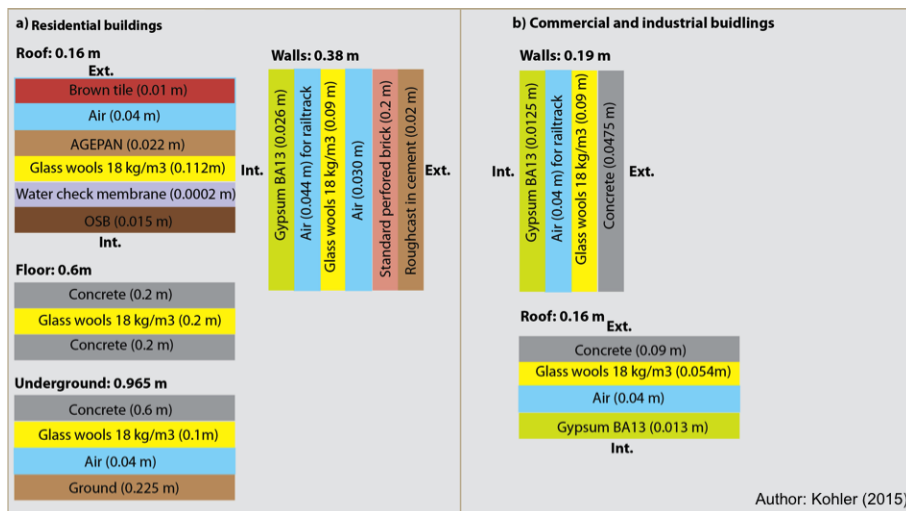 a) Residential buildings
Roof: 0.16 m
Ext.
Brown tile (0.01 m)
Air (0.04 m)
AGEPAN (0.022 m)
Glass wools 18 kg/m3 (0.112m)
Water check membrane (0.0002 m)
OSB (0.015 m)
Int.
Floor: 0.6m
Concrete (0.2 m)
Glass wools 18 kg/m3 (0.2 m)
Concrete (0.2 m)
Underground: 0.965 m
Concrete (0.6 m)
Glass wools 18 kg/m3 (0.1m)
Air (0.04 m)
Ground (0.225 m)
Walls: 0.38 m
Int.
Gypsum BA13 (0.026 m)
Air (0.044 m) for railtrack
Glass wools 18 kg/m3 (0.09 m)
Air (0.030 m)
Standard perfored brick (0.2 m)
Roughcast in cement (0.02 m)
Ext.
b) Commercial and industrial buidlings
Walls: 0.19 m
Int.
Gypsum BA13 (0.0125 m)
Air (0.04 m) for railtrack
Glass wools 18 kg/m3 (0.09 m)
Concrete (0.0475 m)
Ext.
Roof: 0.16 m
Ext.
Concrete (0.09 m)
Glass wools 18 kg/m3 (0.054m)
Air (0.04 m)
Gypsum BA13 (0.013 m)
Int.
Author: Kohler (2015)